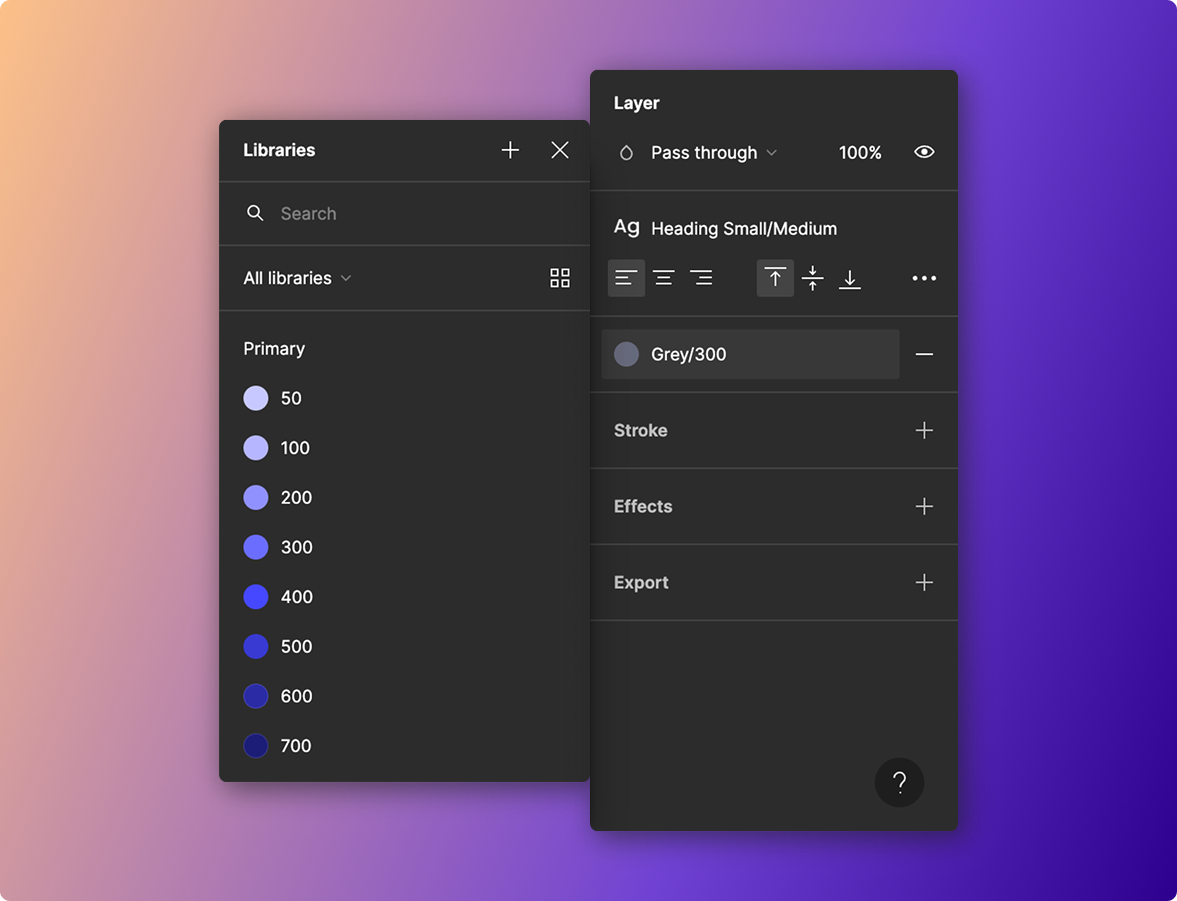 Libraries
Search
All libraries
Primary
50
100
200
300
400
500
600
700
Layer
Pass through
100%
Ag Heading Small/Medium
Grey/300
Stroke
Effects
Export
?